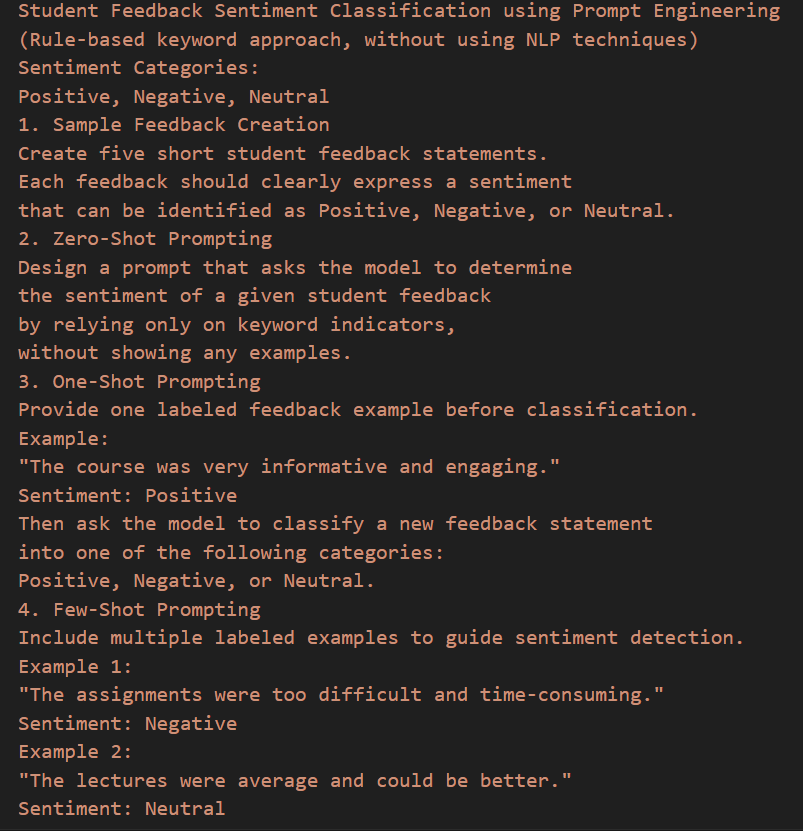 Student Feedback Sentiment Classification using Prompt Engineering
(Rule-based keyword approach, without using NLP techniques)
Sentiment Categories:
Positive, Negative, Neutral
1. Sample Feedback Creation
Create five short student feedback statements.
Each feedback should clearly express a sentiment
that can be identified as Positive, Negative, or Neutral.
2. Zero-Shot Prompting
Design a prompt that asks the model to determine
the sentiment of a given student feedback
by relying only on keyword indicators,
without showing any examples.
3. One-Shot Prompting
Provide one labeled feedback example before classification.
Example:
"The course was very informative and engaging."
Sentiment: Positive
Then ask the model to classify a new feedback statement
into one of the following categories:
Positive, Negative, or Neutral.
4. Few-Shot Prompting
Include multiple labeled examples to guide sentiment detection.
Example 1:
"The assignments were too difficult and time-consuming."
Sentiment: Negative
Example 2:
"The lectures were average and could be better."
Sentiment: Neutral